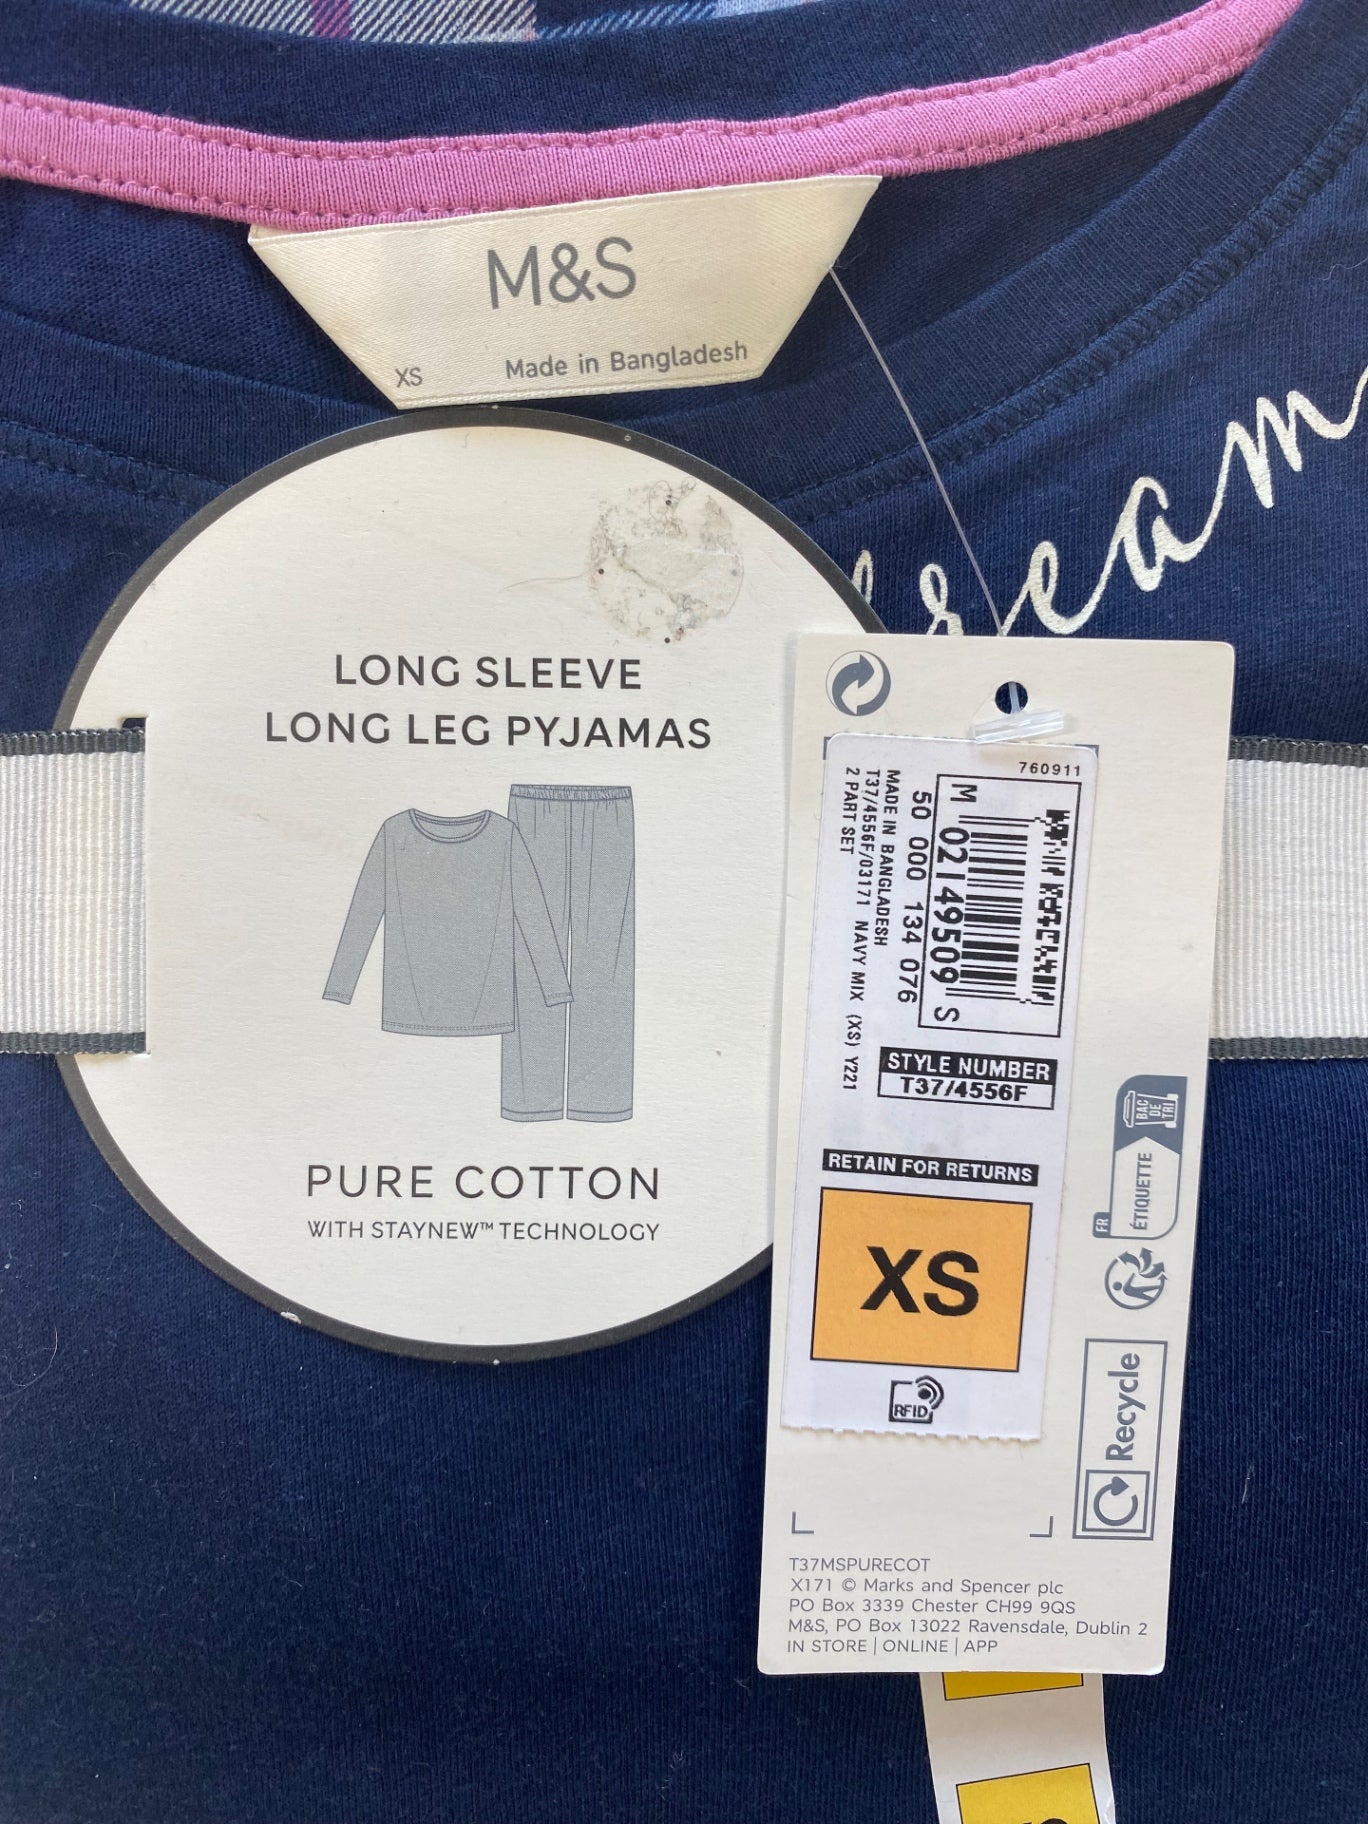 M&S
XS Made in Bangladesh
LONG SLEEVE
LONG LEG PYJAMAS
PURE COTTON
WITH STAYNEW™ TECHNOLOGY
760911
M 02149509 S
50 000 134 076
MADE IN BANGLADESH
T37/4556F/03171 NAVY MIX (XS) Y221
2 PART SET
STYLE NUMBER
T37/4556F
RETAIN FOR RETURNS
XS
RFID
BAC
DE
TRI
ÉTIQUETTE
FR
Recycle
T37MSPURECOT
X171 © Marks and Spencer plc
PO Box 3339 Chester CH99 9QS
M&S, PO Box 13022 Ravensdale, Dublin 2
IN STORE | ONLINE | APP